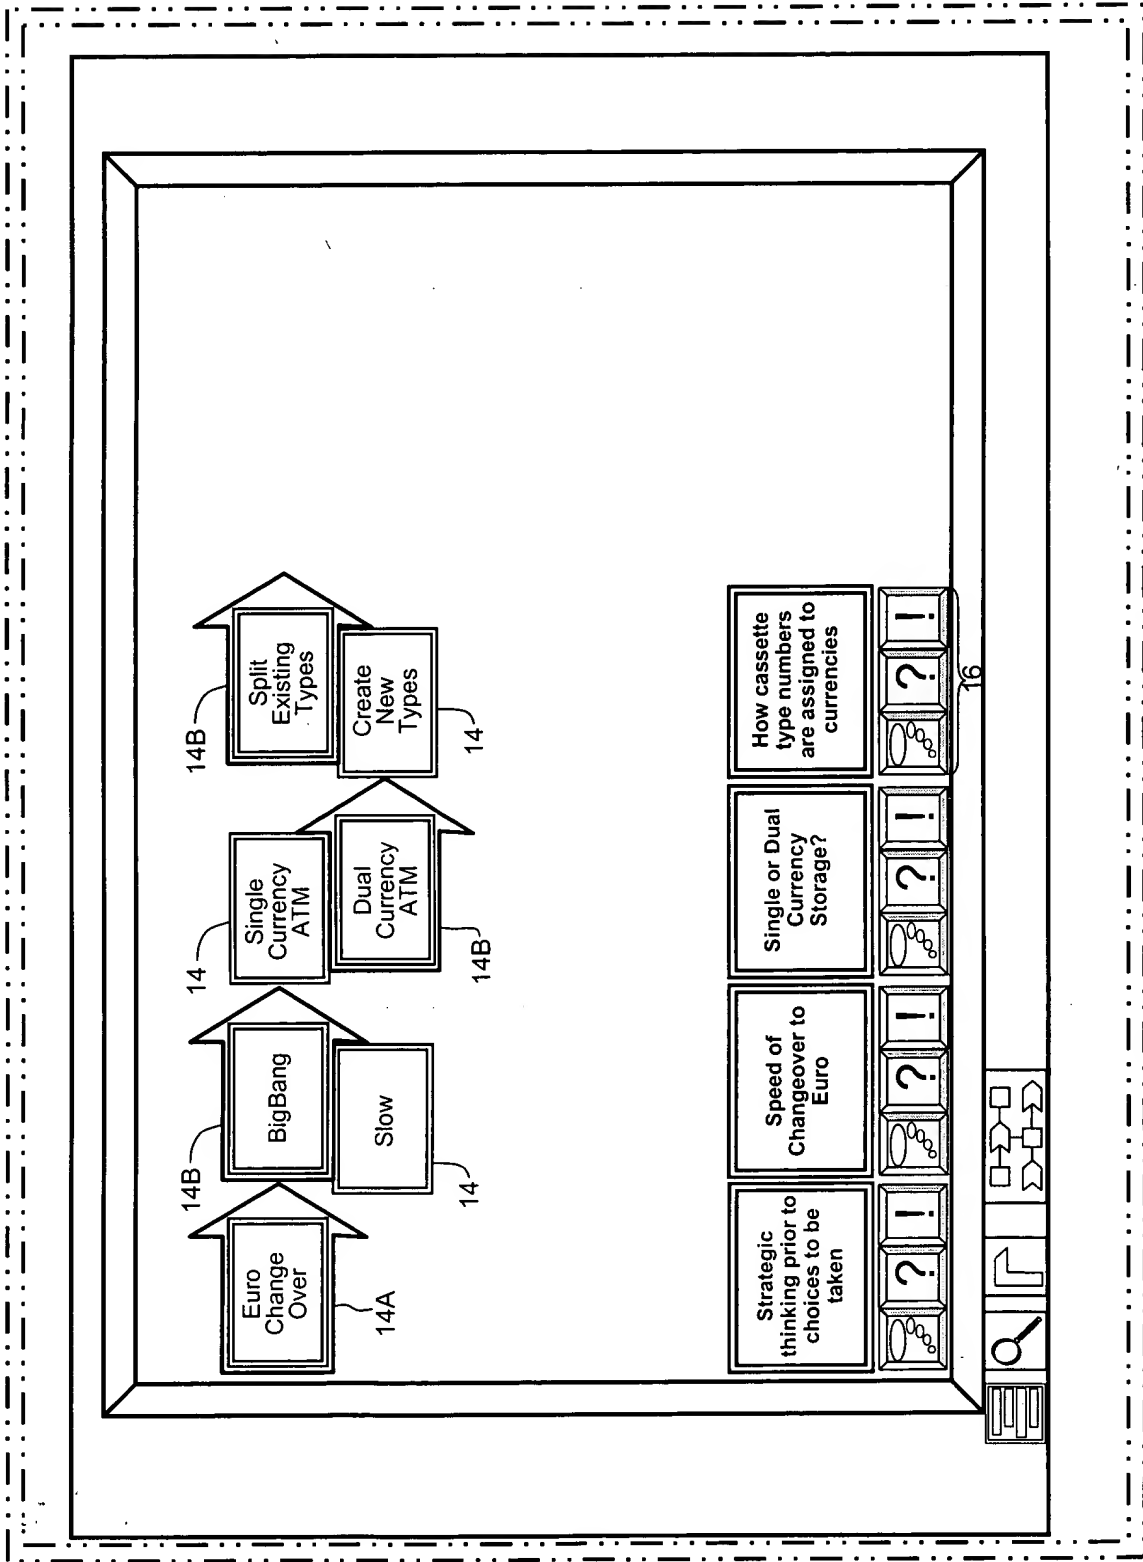 14B
14
14B
Euro
Change
Over
BigBang
Single
Currency
ATM
Split
Existing
Types
14A
Slow
Dual
Currency
ATM
Create
New
Types
14
14B
14
Strategic
thinking prior to
choices to be
taken
Speed of
Changeover to
Euro
Single or Dual
Currency
Storage?
How cassette
type numbers
are assigned to
currencies
? !
? !
? !
? !
16